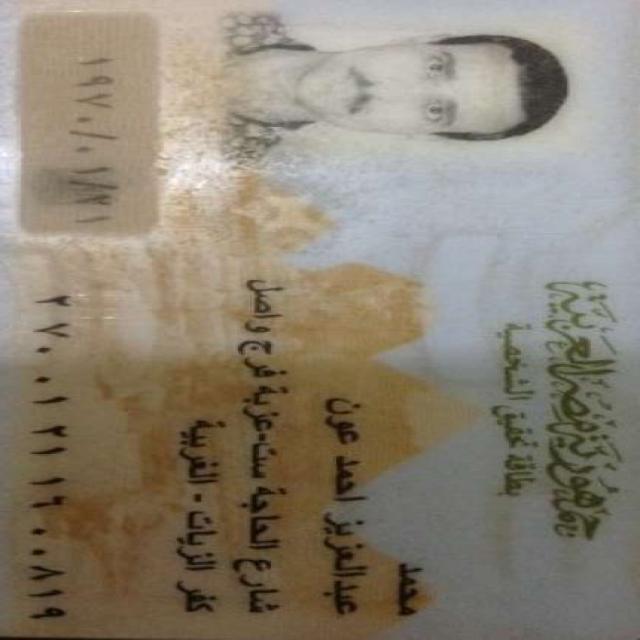 جمهورية مصر العربية
بطاقة تحقيق الشخصية
محمد
عبدالعزيز احمد عون
شارع الحاجة ست-عزبة فرج واصل
كفر الزيات - الغربية
٢٧٠٠١٢١١٦٠٠٨١٩
١٩٧٠/٠١/٢١